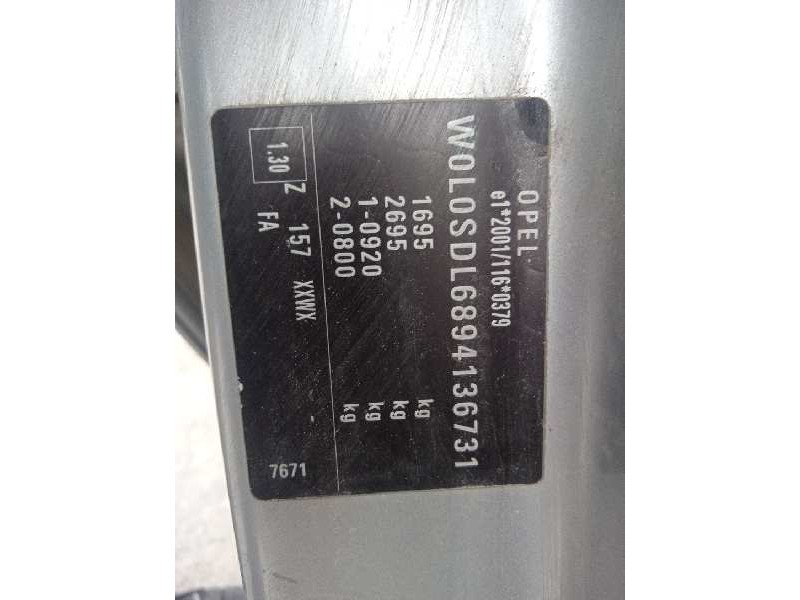 OPEL
e1*2001/116*0379
W0L0SDL6894136731
1695 kg
2695 kg
1-0920 kg
2-0800 kg
1.30 Z 157 XXWX
FA
7671